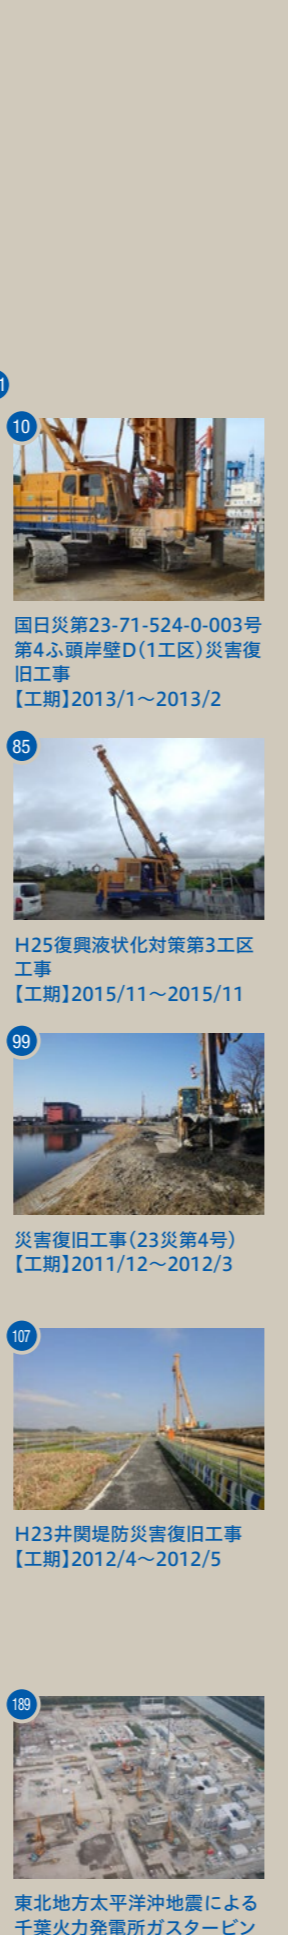 1
10
国日災第23-71-524-0-003号
第4ふ頭岸壁D(1工区)災害復
旧工事
【工期】2013/1〜2013/2
85
H25復興液状化対策第3工区
工事
【工期】2015/11〜2015/11
99
災害復旧工事(23災第4号)
【工期】2011/12〜2012/3
107
H23井関堤防災害復旧工事
【工期】2012/4〜2012/5
189
東北地方太平洋沖地震による
千葉火力発電所ガスタービン